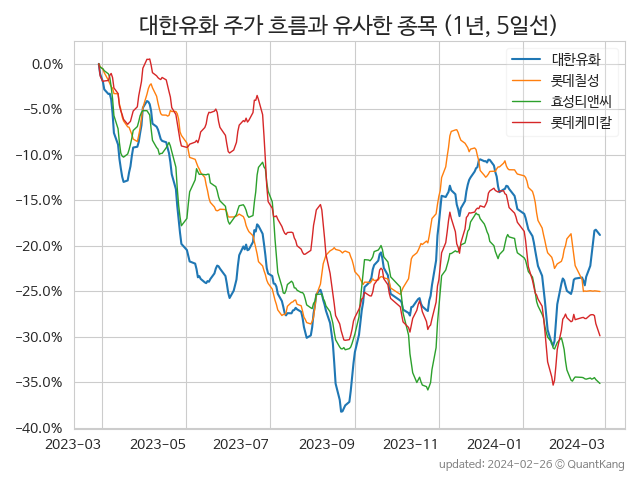 대한유화 주가 흐름과 유사한 종목 (1년, 5일선)
대한유화
롯데칠성
효성티앤씨
롯데케미칼
0.0%
−5.0%
−10.0%
−15.0%
−20.0%
−25.0%
−30.0%
−35.0%
−40.0%
2023-03 2023-05 2023-07 2023-09 2023-11 2024-01 2024-03
updated: 2024-02-26 © QuantKang